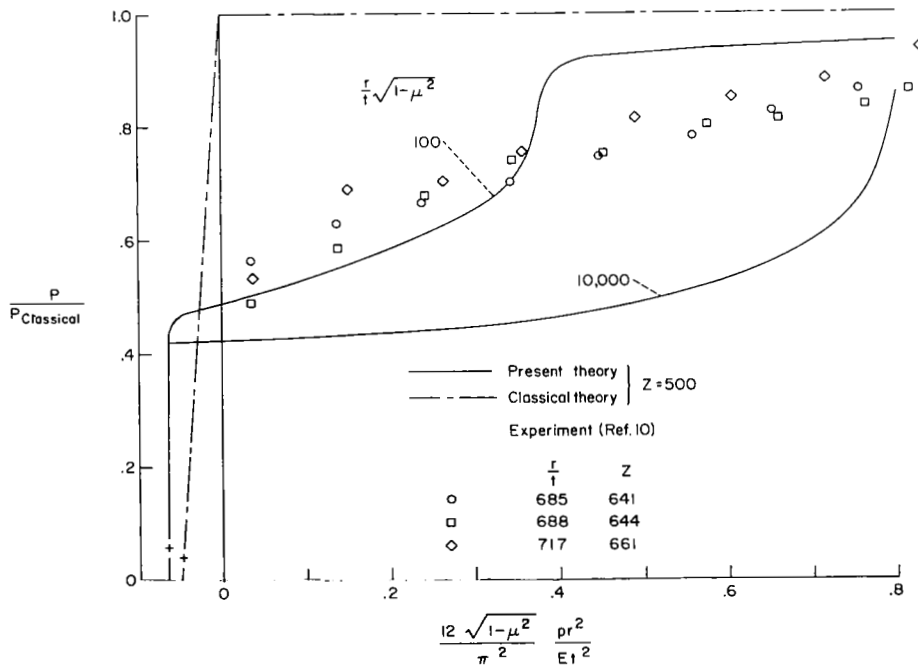 1.0
.8
.6
.4
.2
0
P
P Classical
r/t √1-μ²
100
10,000
Present theory
Classical theory
Z = 500
Experiment (Ref. 10)
r/t Z
685 641
688 644
717 661
0 .2 .4 .6 .8
12 √1-μ² pr²
π² Et²